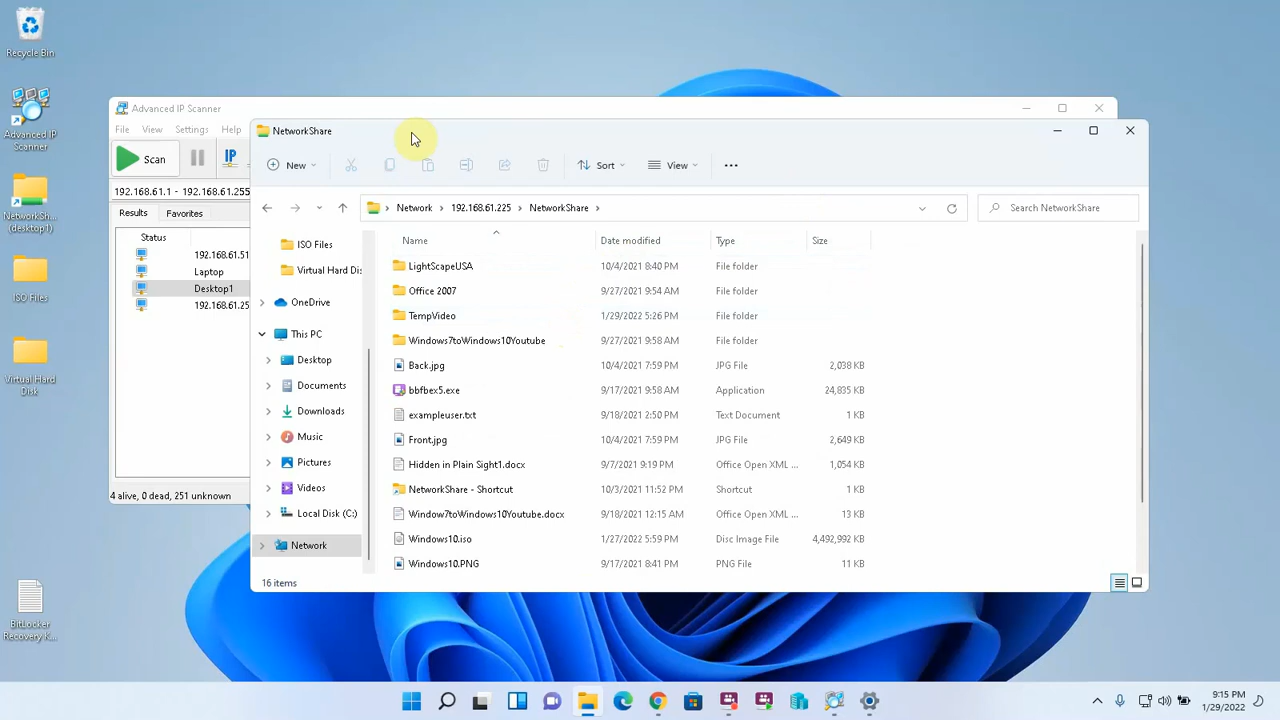 Recycle Bin
Advanced IP
Scanner
NetworkSh...
(desktop1)
ISO Files
Virtual Hard
Disk
BitLocker
Recovery K...
Advanced IP Scanner
File View Settings Help
Scan
IP
192.168.61.1 - 192.168.61.255
Results Favorites
Status
192.168.61.51
Laptop
Desktop1
192.168.61.25
4 alive, 0 dead, 251 unknown
NetworkShare
New Sort View ...
Network > 192.168.61.225 > NetworkShare >
Search NetworkShare
ISO Files
Virtual Hard Dis
OneDrive
This PC
Desktop
Documents
Downloads
Music
Pictures
Videos
Local Disk (C:)
Network
Name Date modified Type Size
LightScapeUSA 10/4/2021 8:40 PM File folder
Office 2007 9/27/2021 9:54 AM File folder
TempVideo 1/29/2022 5:26 PM File folder
Windows7toWindows10Youtube 9/27/2021 9:58 AM File folder
Back.jpg 10/4/2021 7:59 PM JPG File 2,038 KB
bbfbex5.exe 9/17/2021 9:58 AM Application 24,835 KB
exampleuser.txt 9/18/2021 2:50 PM Text Document 1 KB
Front.jpg 10/4/2021 7:59 PM JPG File 2,649 KB
Hidden in Plain Sight1.docx 9/7/2021 9:19 PM Office Open XML ... 1,054 KB
NetworkShare - Shortcut 10/3/2021 11:52 PM Shortcut 1 KB
Window7toWindows10Youtube.docx 9/18/2021 12:15 AM Office Open XML ... 13 KB
Windows10.iso 1/27/2022 5:59 PM Disc Image File 4,492,992 KB
Windows10.PNG 9/17/2021 8:41 PM PNG File 11 KB
16 items
9:15 PM
1/29/2022